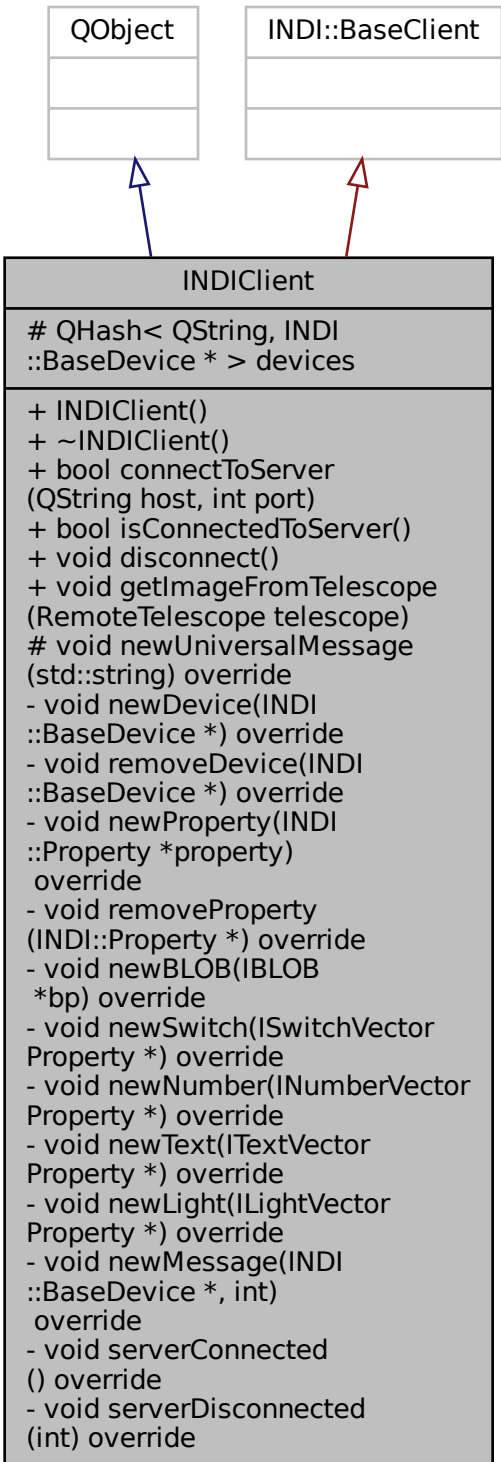 QObject
INDI::BaseClient
INDIClient
# QHash< QString, INDI
::BaseDevice * > devices
+ INDIClient()
+ ~INDIClient()
+ bool connectToServer
(QString host, int port)
+ bool isConnectedToServer()
+ void disconnect()
+ void getImageFromTelescope
(RemoteTelescope telescope)
# void newUniversalMessage
(std::string) override
- void newDevice(INDI
::BaseDevice *) override
- void removeDevice(INDI
::BaseDevice *) override
- void newProperty(INDI
::Property *property)
 override
- void removeProperty
(INDI::Property *) override
- void newBLOB(IBLOB
 *bp) override
- void newSwitch(ISwitchVector
Property *) override
- void newNumber(INumberVector
Property *) override
- void newText(ITextVector
Property *) override
- void newLight(ILightVector
Property *) override
- void newMessage(INDI
::BaseDevice *, int)
 override
- void serverConnected
() override
- void serverDisconnected
(int) override